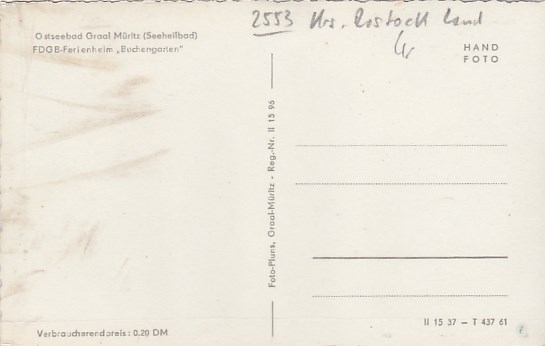 2553 Krs. Rostock Land
Ostseebad Graal Müritz (Seeheilbad)
FDGB-Ferienheim „Buchengarten"
HAND
FOTO
Foto-Pluns, Graal-Müritz - Reg.-Nr. II 15 96
Verbraucherendpreis: 0,20 DM
II 15 37 – T 437 61